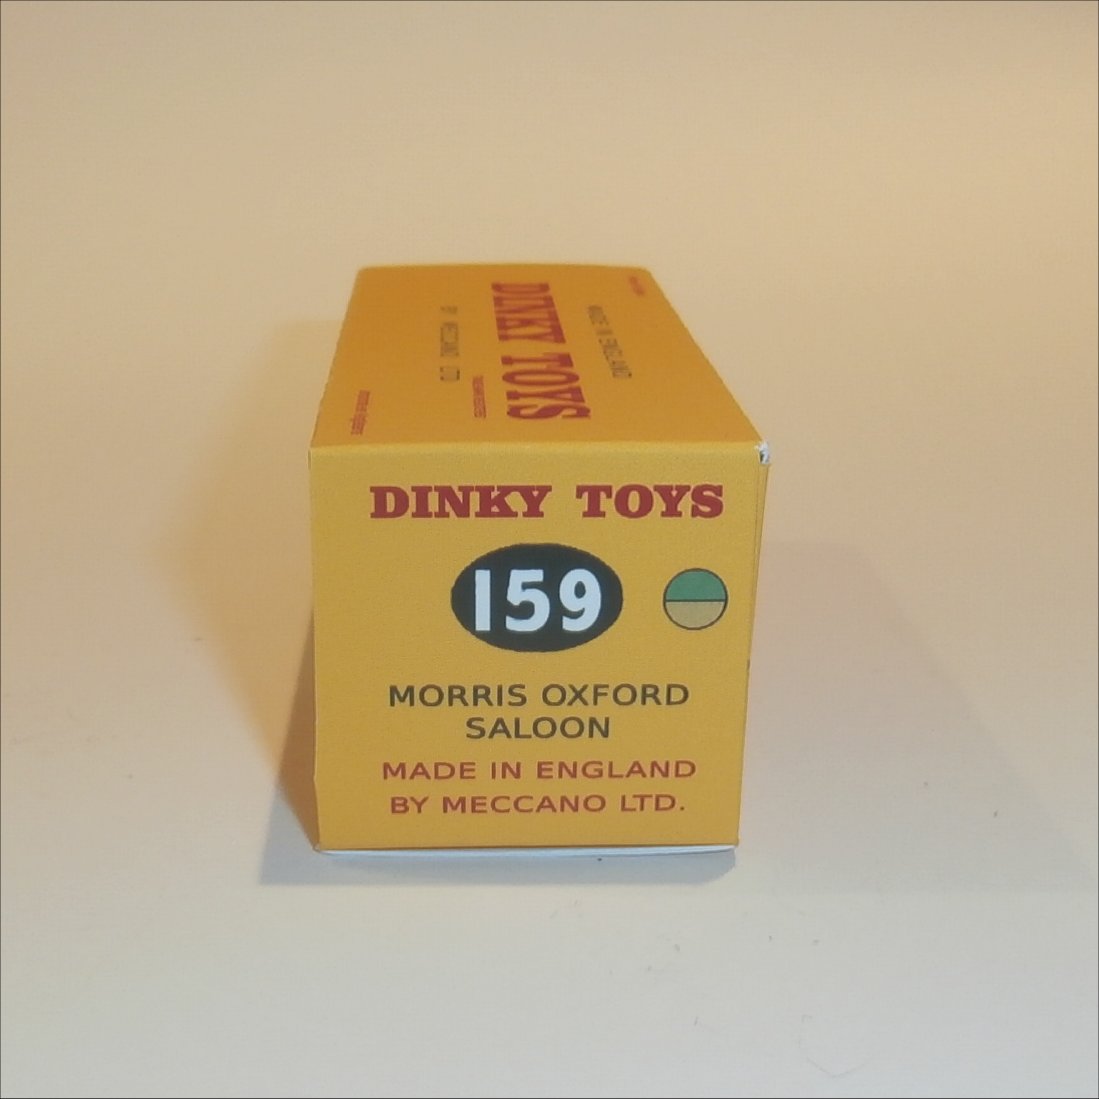 DINKY TOYS
MADE IN ENGLAND
BY MECCANO LTD
DINKY TOYS
159
MORRIS OXFORD
SALOON
MADE IN ENGLAND
BY MECCANO LTD.